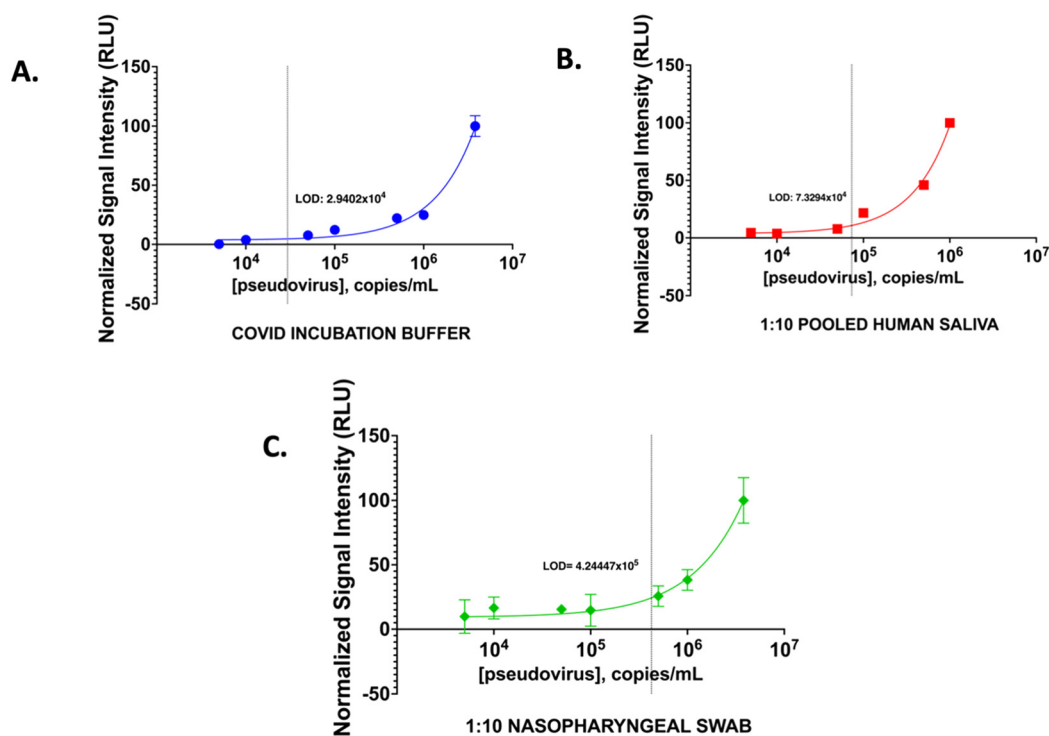 A.
Normalized Signal Intensity (RLU)
150
100
50
0
-50
LOD: 2.9402x10⁴
10⁴ 10⁵ 10⁶ 10⁷
[pseudovirus], copies/mL
COVID INCUBATION BUFFER
B.
Normalized Signal Intensity (RLU)
150
100
50
0
-50
LOD: 7.3294x10⁴
10⁴ 10⁵ 10⁶ 10⁷
[pseudovirus], copies/mL
1:10 POOLED HUMAN SALIVA
C.
Normalized Signal Intensity (RLU)
150
100
50
0
-50
LOD= 4.24447x10⁵
10⁴ 10⁵ 10⁶ 10⁷
[pseudovirus], copies/mL
1:10 NASOPHARYNGEAL SWAB